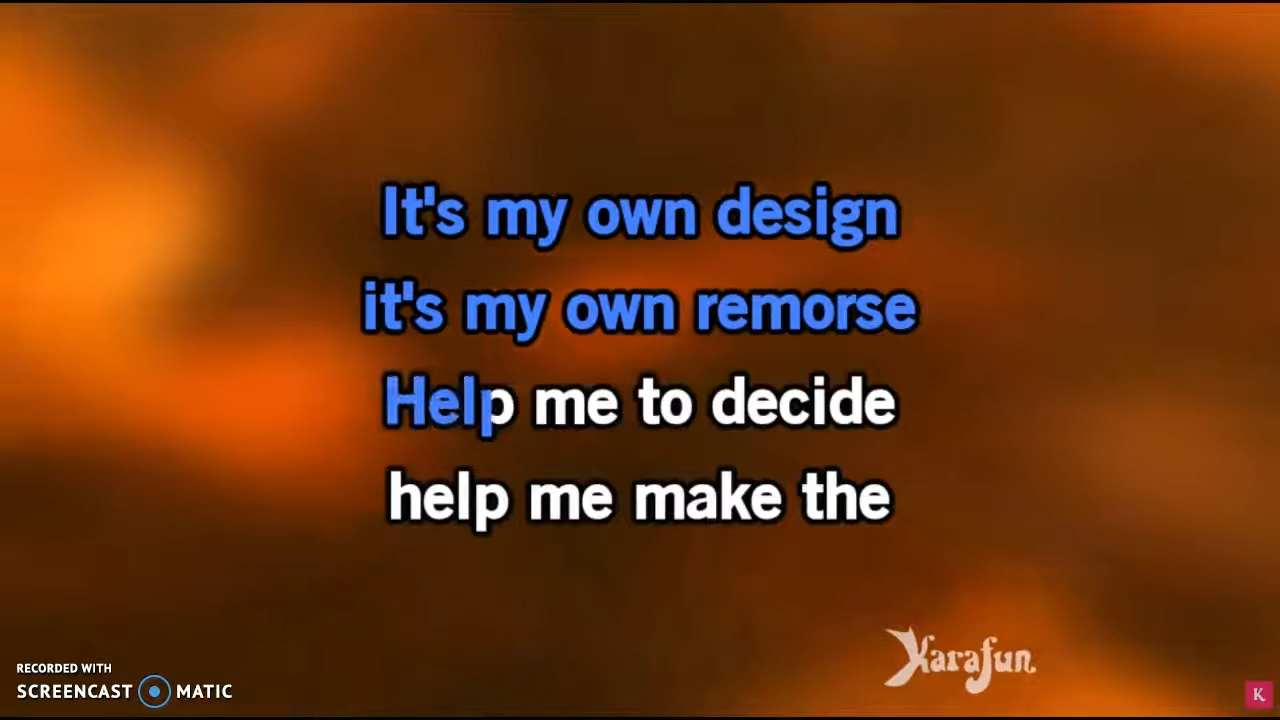 It's my own design
it's my own remorse
Help me to decide
help me make the
Karafun
RECORDED WITH
SCREENCAST MATIC
K